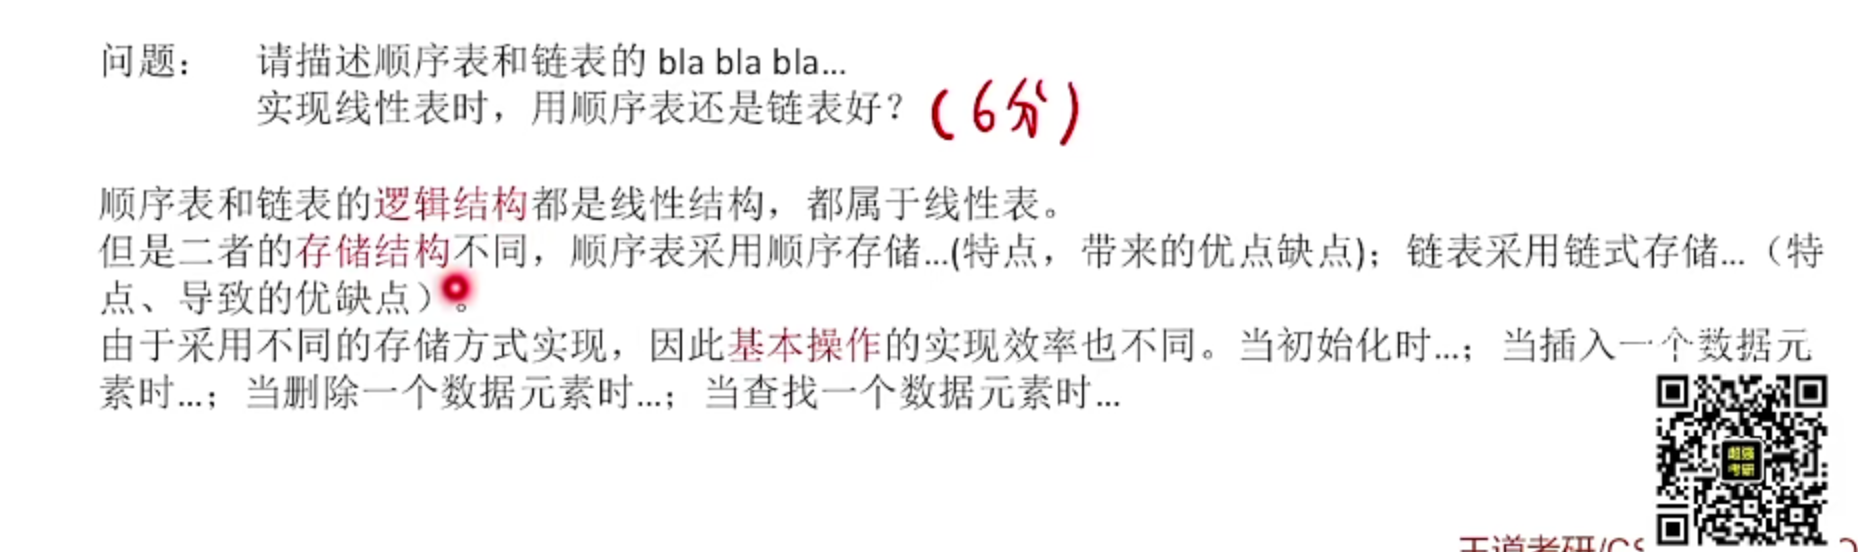 问题： 请描述顺序表和链表的 bla bla bla...
实现线性表时，用顺序表还是链表好？（6分）
顺序表和链表的逻辑结构都是线性结构，都属于线性表。
但是二者的存储结构不同，顺序表采用顺序存储...(特点，带来的优点缺点)；链表采用链式存储...（特
点、导致的优缺点）。
由于采用不同的存储方式实现，因此基本操作的实现效率也不同。当初始化时...；当插入一个数据元
素时...；当删除一个数据元素时...；当查找一个数据元素时...
超强
考研
王道考研/CS